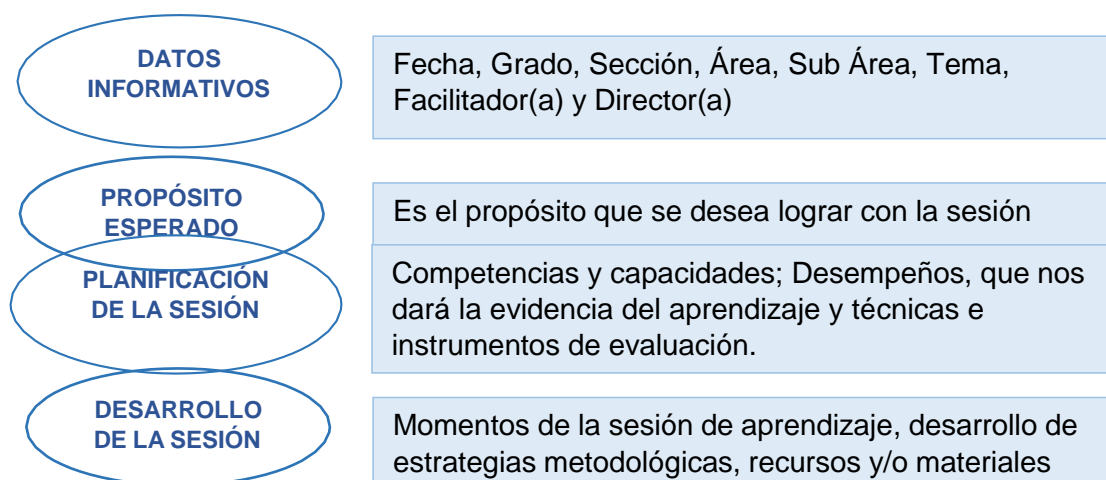 DATOS
INFORMATIVOS
Fecha, Grado, Sección, Área, Sub Área, Tema,
Facilitador(a) y Director(a)
PROPÓSITO
ESPERADO
Es el propósito que se desea lograr con la sesión
PLANIFICACIÓN
DE LA SESIÓN
Competencias y capacidades; Desempeños, que nos
dará la evidencia del aprendizaje y técnicas e
instrumentos de evaluación.
DESARROLLO
DE LA SESIÓN
Momentos de la sesión de aprendizaje, desarrollo de
estrategias metodológicas, recursos y/o materiales